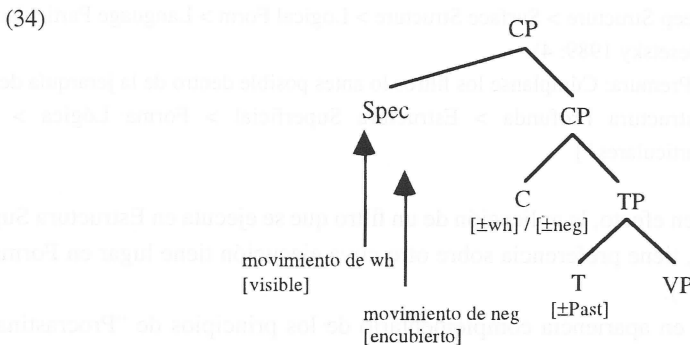 (34)
CP
Spec CP
C TP
[±wh] / [±neg]
movimiento de wh T VP
[visible] [±Past]
movimiento de neg
[encubierto]